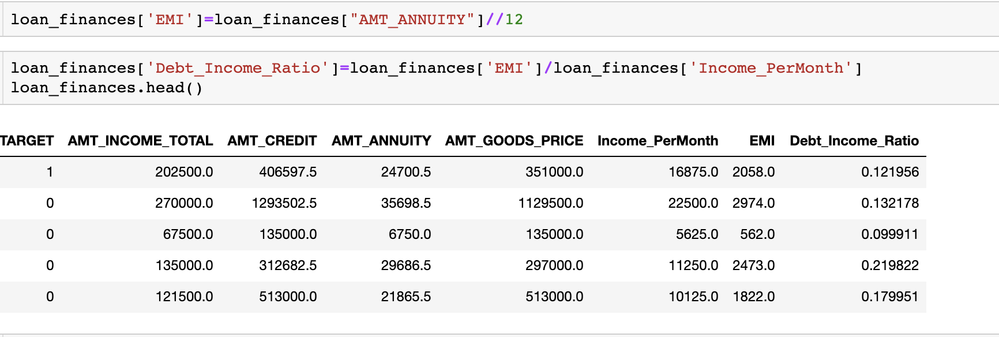 loan_finances['EMI']=loan_finances["AMT_ANNUITY"]//12
loan_finances['Debt_Income_Ratio']=loan_finances['EMI']/loan_finances['Income_PerMonth']
loan_finances.head()
TARGET AMT_INCOME_TOTAL AMT_CREDIT AMT_ANNUITY AMT_GOODS_PRICE Income_PerMonth EMI Debt_Income_Ratio
1 202500.0 406597.5 24700.5 351000.0 16875.0 2058.0 0.121956
0 270000.0 1293502.5 35698.5 1129500.0 22500.0 2974.0 0.132178
0 67500.0 135000.0 6750.0 135000.0 5625.0 562.0 0.099911
0 135000.0 312682.5 29686.5 297000.0 11250.0 2473.0 0.219822
0 121500.0 513000.0 21865.5 513000.0 10125.0 1822.0 0.179951